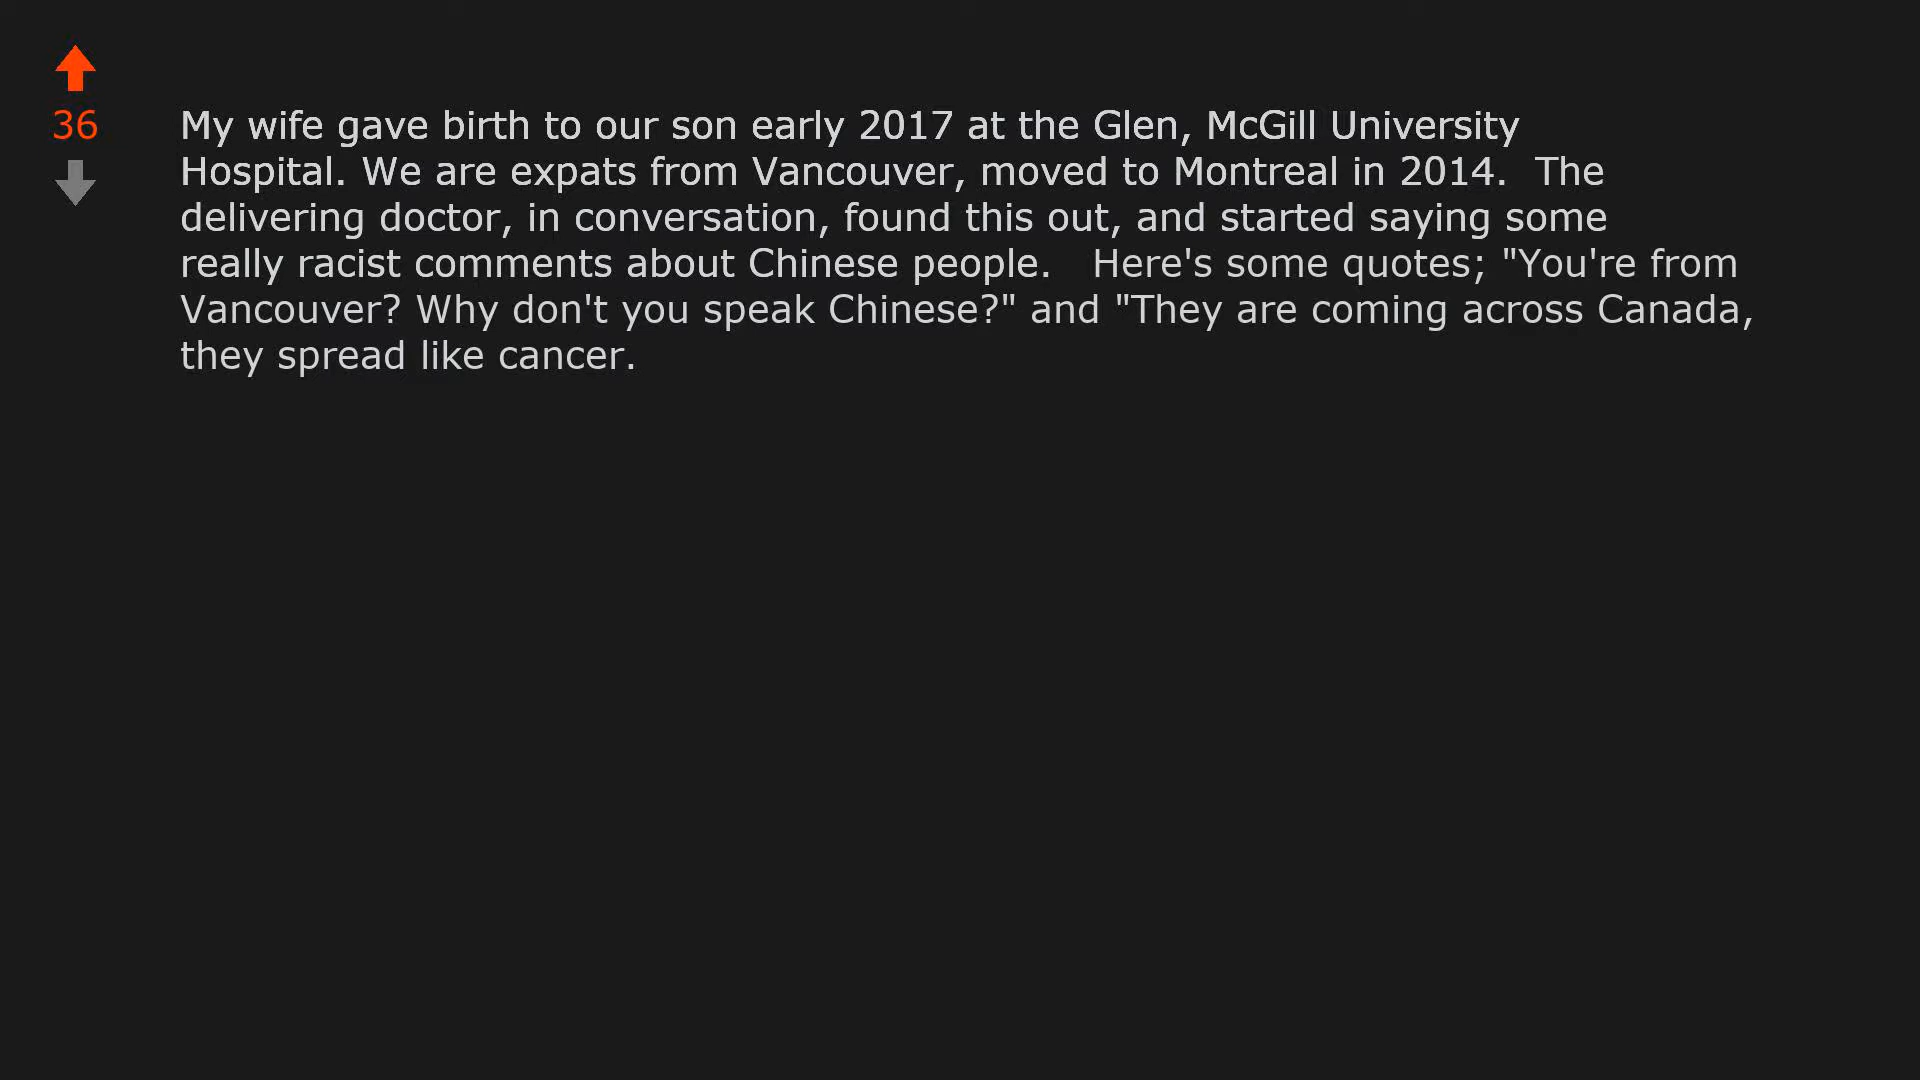 36
My wife gave birth to our son early 2017 at the Glen, McGill University
Hospital. We are expats from Vancouver, moved to Montreal in 2014.  The
delivering doctor, in conversation, found this out, and started saying some
really racist comments about Chinese people.   Here's some quotes; "You're from
Vancouver? Why don't you speak Chinese?" and "They are coming across Canada,
they spread like cancer.